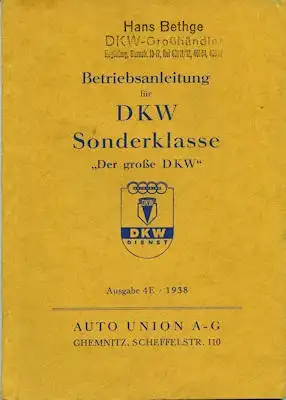 Hans Bethge
DKW-Großhändler
Betriebsanleitung
für
DKW
Sonderklasse
„Der große DKW“
DKW
DIENST
Ausgabe 4E · 1938
AUTO UNION A-G
CHEMNITZ, SCHEFFELSTR. 110